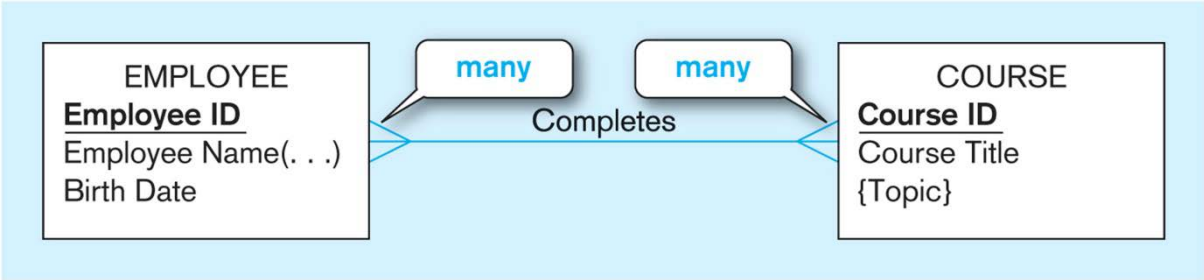 EMPLOYEE
Employee ID
Employee Name(. . .)
Birth Date
many
many
Completes
COURSE
Course ID
Course Title
{Topic}